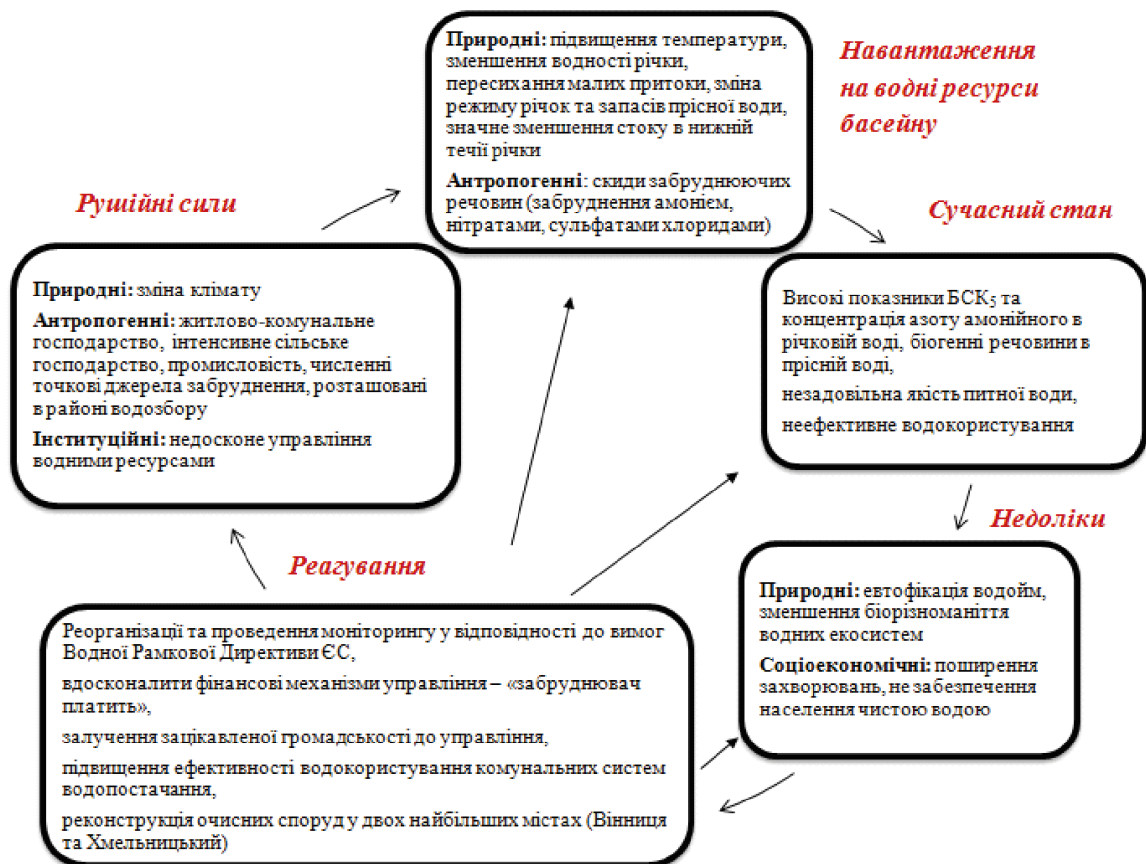 Природні: підвищення температури,
зменшення водності річки,
пересихання малих притоки, зміна
режиму річок та запасів прісної води,
значне зменшення стоку в нижній
течії річки
Антропогенні: скиди забруднюючих
речовин (забруднення амонієм,
нітратами, сульфатами хлоридами)
Навантаження
на водні ресурси
басейну
Рушійні сили
Природні: зміна клімату
Антропогенні: житлово-комунальне
господарство, інтенсивне сільське
господарство, промисловість, численні
точкові джерела забруднення, розташовані
в районі водозбору
Інституційні: недосконе управління
водними ресурсами
Сучасний стан
Високі показники БСК₅ та
концентрація азоту амонійного в
річковій воді, біогенні речовини в
прісній воді,
незадовільна якість питної води,
неефективне водокористування
Недоліки
Природні: евтофікація водойм,
зменшення біорізноманіття
водних екосистем
Соціоекономічні: поширення
захворювань, не забезпечення
населення чистою водою
Реагування
Реорганізації та проведення моніторингу у відповідності до вимог
Водної Рамкової Директиви ЄС,
вдосконалити фінансові механізми управління – «забруднювач
платить»,
залучення зацікавленої громадськості до управління,
підвищення ефективності водокористування комунальних систем
водопостачання,
реконструкція очисних споруд у двох найбільших містах (Вінниця
та Хмельницький)